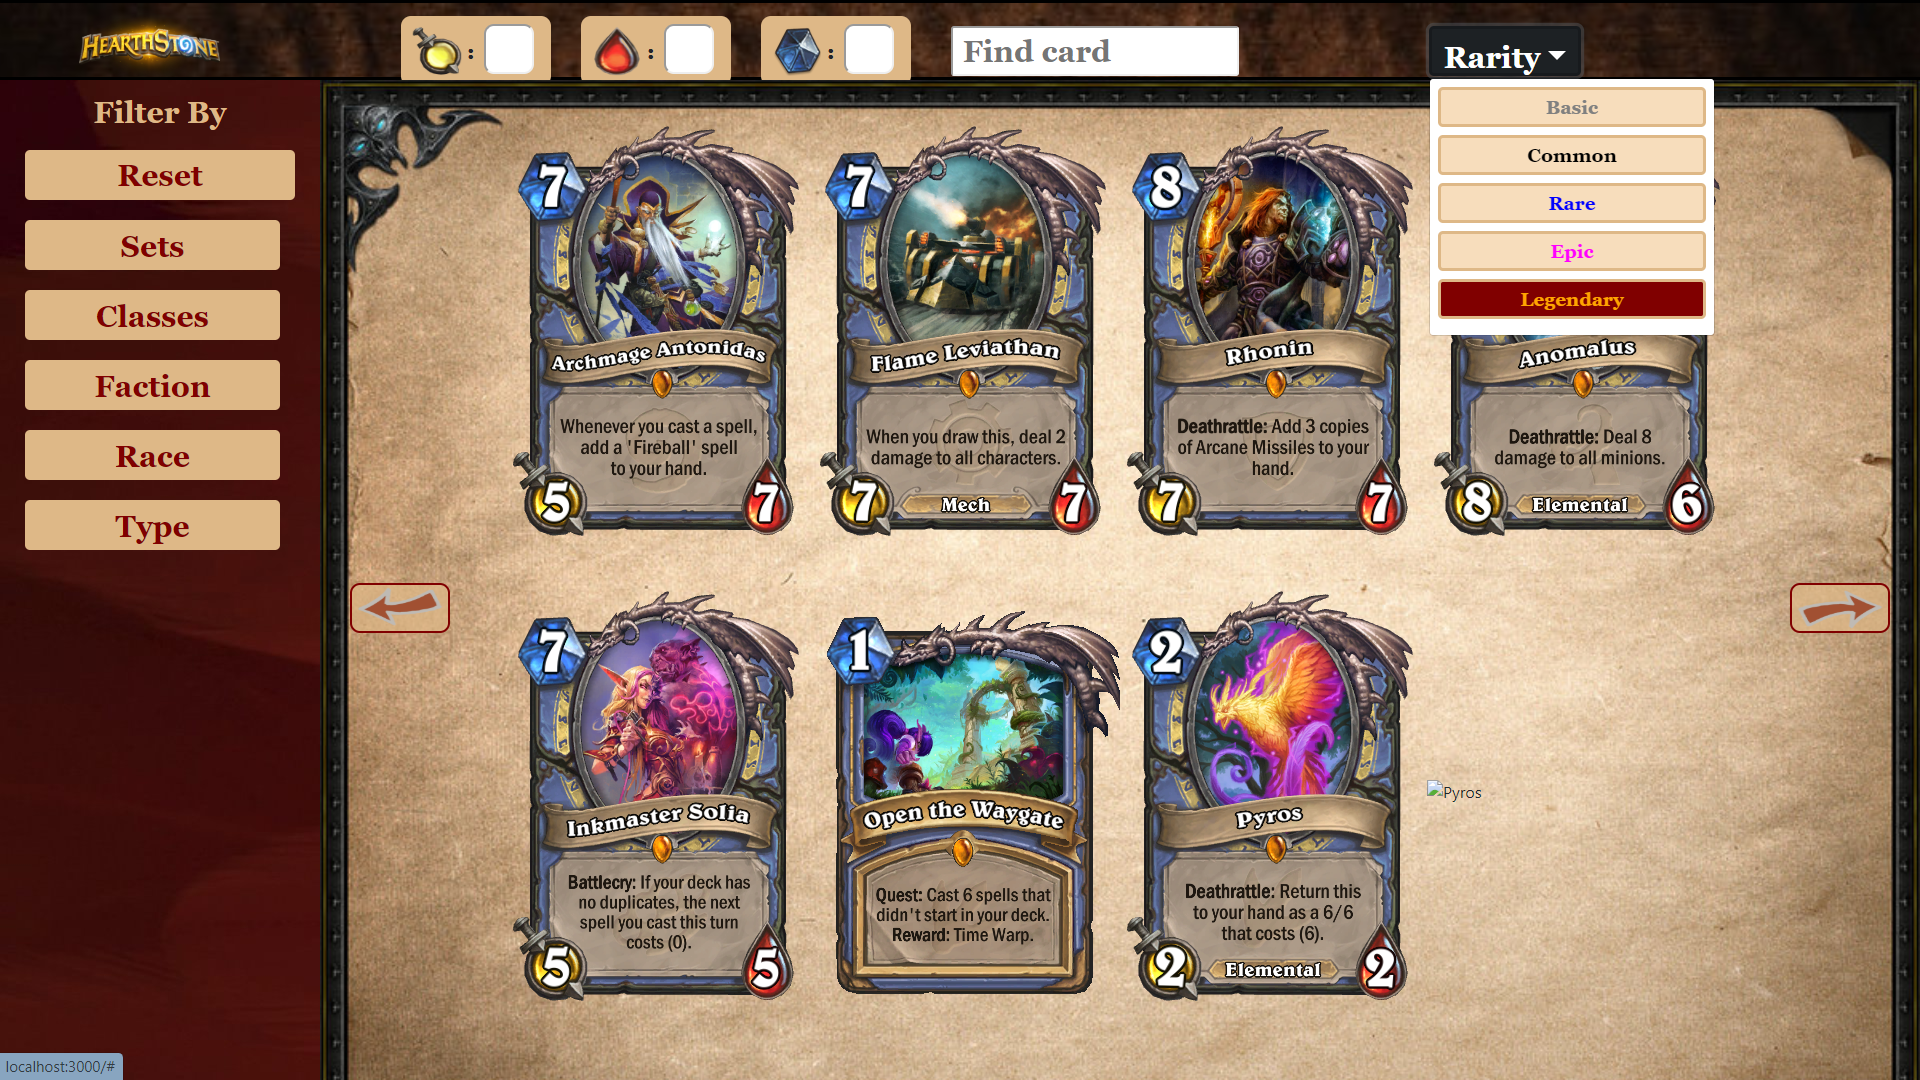 HEARTHSTONE
:
:
:
Find card
Rarity
Basic
Common
Rare
Epic
Legendary
Filter By
Reset
Sets
Classes
Faction
Race
Type
7
Archmage Antonidas
Whenever you cast a spell,
add a 'Fireball' spell
to your hand.
5
7
7
Flame Leviathan
When you draw this, deal 2
damage to all characters.
7
Mech
7
8
Rhonin
Deathrattle: Add 3 copies
of Arcane Missiles to your
hand.
7
7
Anomalus
Deathrattle: Deal 8
damage to all minions.
8
Elemental
6
7
Inkmaster Solia
Battlecry: If your deck has
no duplicates, the next
spell you cast this turn
costs (0).
5
5
1
Open the Waygate
Quest: Cast 6 spells that
didn't start in your deck.
Reward: Time Warp.
2
Pyros
Deathrattle: Return this
to your hand as a 6/6
that costs (6).
2
Elemental
2
Pyros
localhost:3000/#